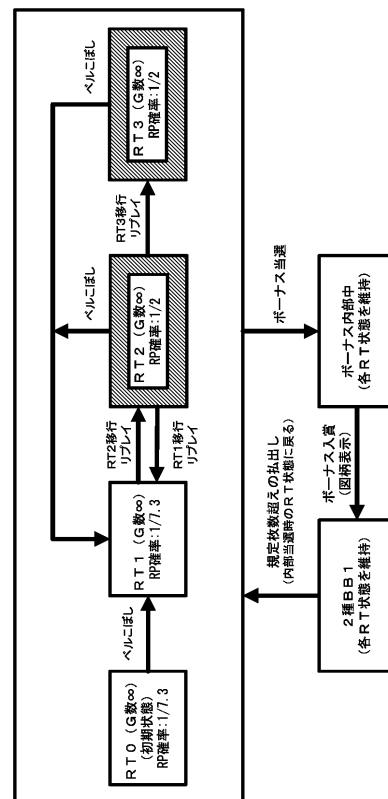 RT0（G数∞）
（初期状態）
RP確率:1/7.3
ベルこぼし
RT1（G数∞）
RP確率:1/7.3
RT2移行
リプレイ
RT1移行
リプレイ
RT2（G数∞）
RP確率:1/2
ベルこぼし
RT3移行
リプレイ
RT3（G数∞）
RP確率:1/2
ベルこぼし
規定枚数超えの払出し
（内部当選時のRT状態に戻る）
ボーナス当選
2種BB1
（各RT状態を維持）
ボーナス入賞
（図柄表示）
ボーナス内部中
（各RT状態を維持）